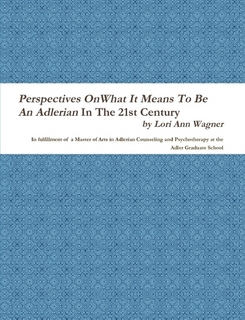 Perspectives OnWhat It Means To Be
An Adlerian In The 21st Century
by Lori Ann Wagner
In fulfillment of a Master of Arts in Adlerian Counseling and Psychotherapy at the
Adler Graduate School